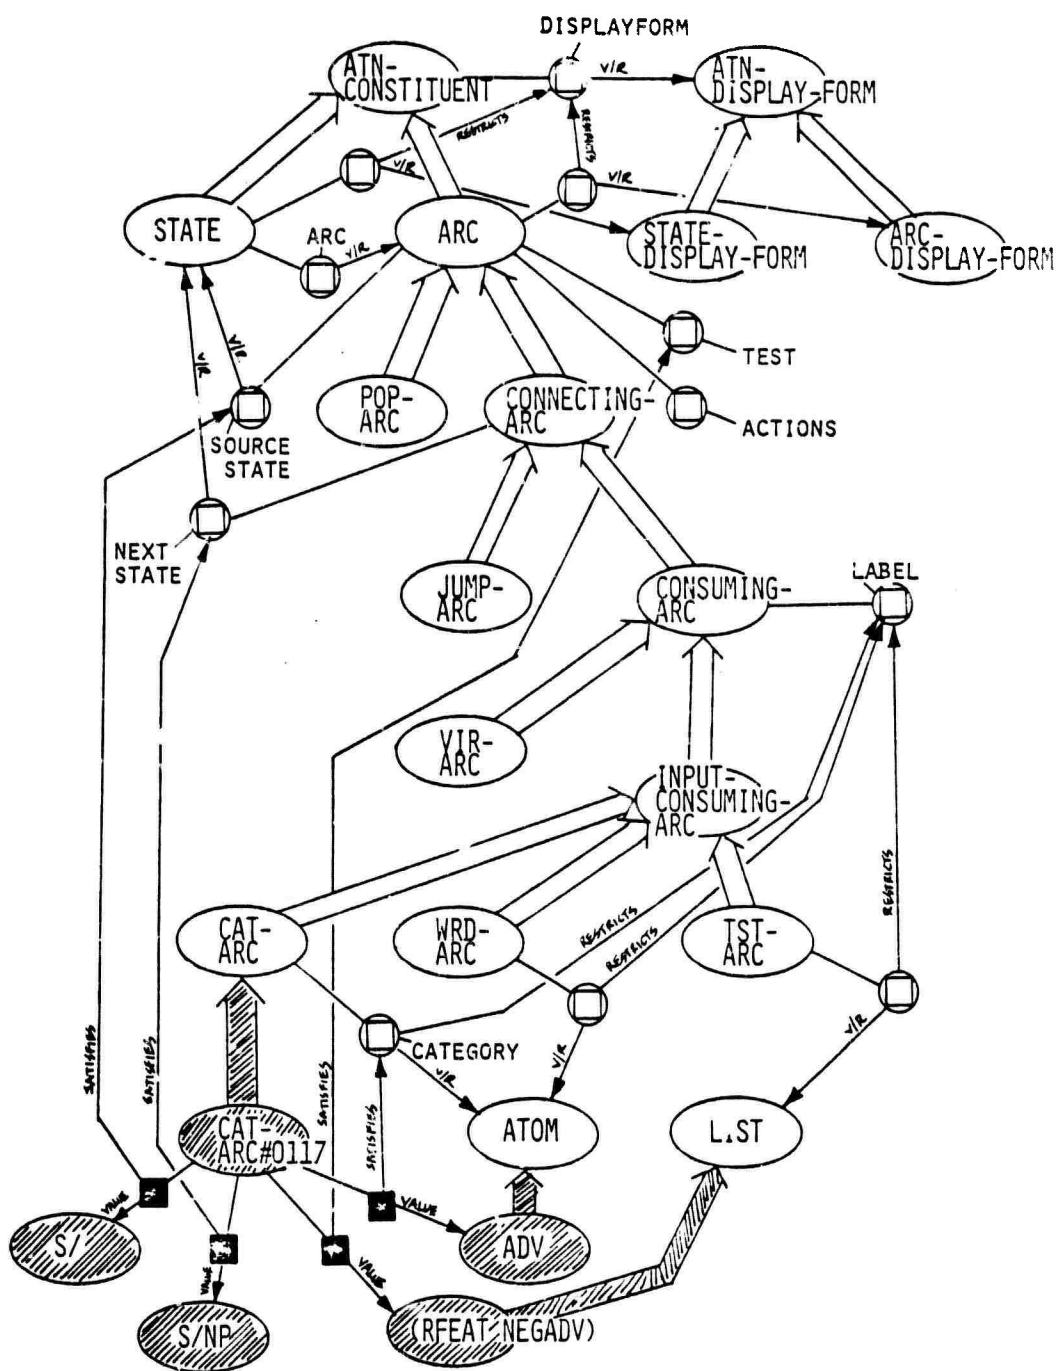 DISPLAYFORM
ATN-
CONSTITUENT
V/R
ATN-
DISPLAY-FORM
RESTRICTS
RESTRICTS
V/R
V/R
STATE
ARC
V/R
ARC
STATE-
DISPLAY-FORM
ARC-
DISPLAY-FORM
V/R
V/R
TEST
POP-
ARC
CONNECTING-
ARC
ACTIONS
SOURCE
STATE
NEXT
STATE
JUMP-
ARC
CONSUMING-
ARC
LABEL
VIR-
ARC
INPUT-
CONSUMING-
ARC
RESTRICTS
CAT-
ARC
WRD-
ARC
RESTRICTS
RESTRICTS
TST-
ARC
CATEGORY
V/R
V/R
V/R
SATISFIES
SATISFIES
SATISFIES
SATISFIES
CAT-
ARC#0117
ATOM
LIST
VALUE
VALUE
S/
ADV
VALUE
VALUE
S/NP
(RFEAT NEGADV)